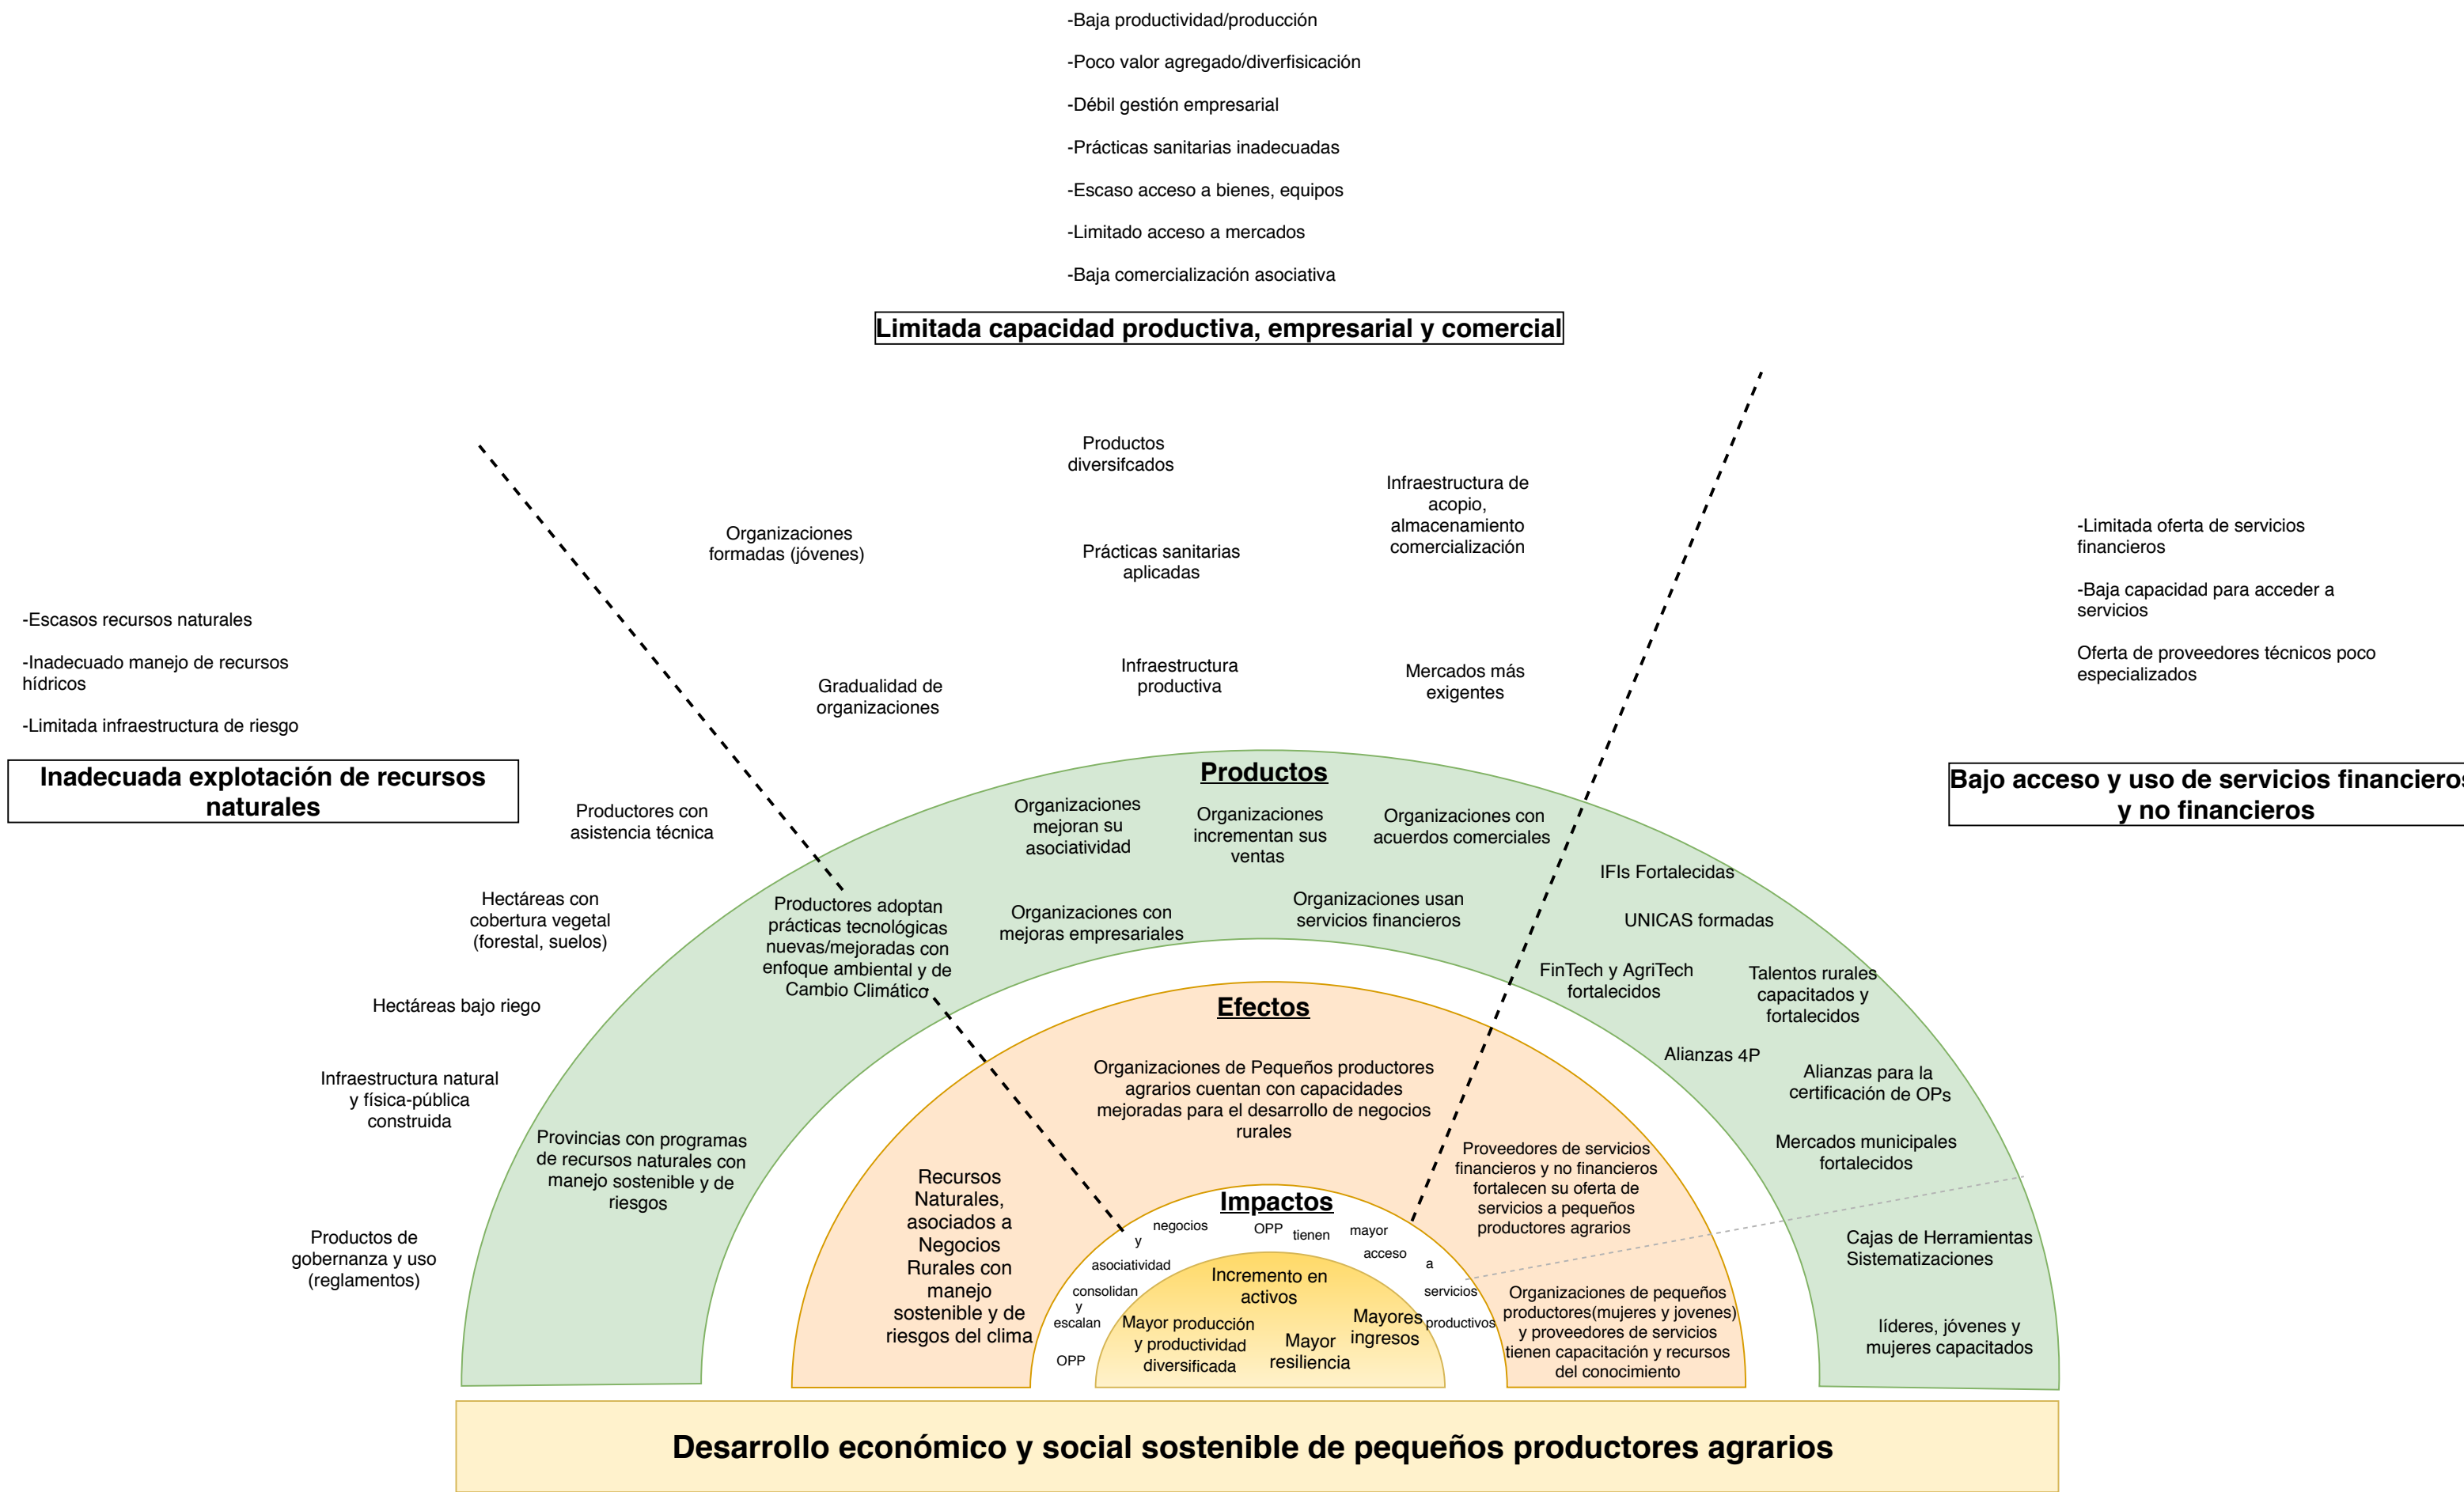 -Baja productividad/producción
-Poco valor agregado/diverfisicación
-Débil gestión empresarial
-Prácticas sanitarias inadecuadas
-Escaso acceso a bienes, equipos
-Limitado acceso a mercados
-Baja comercialización asociativa
Limitada capacidad productiva, empresarial y comercial
-Escasos recursos naturales
-Inadecuado manejo de recursos
hídricos
-Limitada infraestructura de riesgo
Inadecuada explotación de recursos
naturales
-Limitada oferta de servicios
financieros
-Baja capacidad para acceder a
servicios
Oferta de proveedores técnicos poco
especializados
Bajo acceso y uso de servicios financieros
y no financieros
Productos
diversifcados
Infraestructura de
acopio,
almacenamiento
comercialización
Organizaciones
formadas (jóvenes)
Prácticas sanitarias
aplicadas
Gradualidad de
organizaciones
Infraestructura
productiva
Mercados más
exigentes
Productores con
asistencia técnica
Hectáreas con
cobertura vegetal
(forestal, suelos)
Hectáreas bajo riego
Infraestructura natural
y física-pública
construida
Productos de
gobernanza y uso
(reglamentos)
Productos
Organizaciones
mejoran su
asociatividad
Organizaciones
incrementan sus
ventas
Organizaciones con
acuerdos comerciales
Productores adoptan
prácticas tecnológicas
nuevas/mejoradas con
enfoque ambiental y de
Cambio Climático
Organizaciones con
mejoras empresariales
Organizaciones usan
servicios financieros
Provincias con programas
de recursos naturales con
manejo sostenible y de
riesgos
IFIs Fortalecidas
UNICAS formadas
FinTech y AgriTech
fortalecidos
Talentos rurales
capacitados y
fortalecidos
Alianzas 4P
Alianzas para la
certificación de OPs
Mercados municipales
fortalecidos
Cajas de Herramientas
Sistematizaciones
líderes, jóvenes y
mujeres capacitados
Efectos
Organizaciones de Pequeños productores
agrarios cuentan con capacidades
mejoradas para el desarrollo de negocios
rurales
Recursos
Naturales,
asociados a
Negocios
Rurales con
manejo
sostenible y de
riesgos del clima
Proveedores de servicios
financieros y no financieros
fortalecen su oferta de
servicios a pequeños
productores agrarios
Organizaciones de pequeños
productores(mujeres y jovenes)
y proveedores de servicios
tienen capacitación y recursos
del conocimiento
Impactos
OPP
escalan
y
consolidan
asociatividad
y
negocios
OPP
tienen
mayor
acceso
a
servicios
productivos
Incremento en
activos
Mayor producción
y productividad
diversificada
Mayor
resiliencia
Mayores
ingresos
Desarrollo económico y social sostenible de pequeños productores agrarios